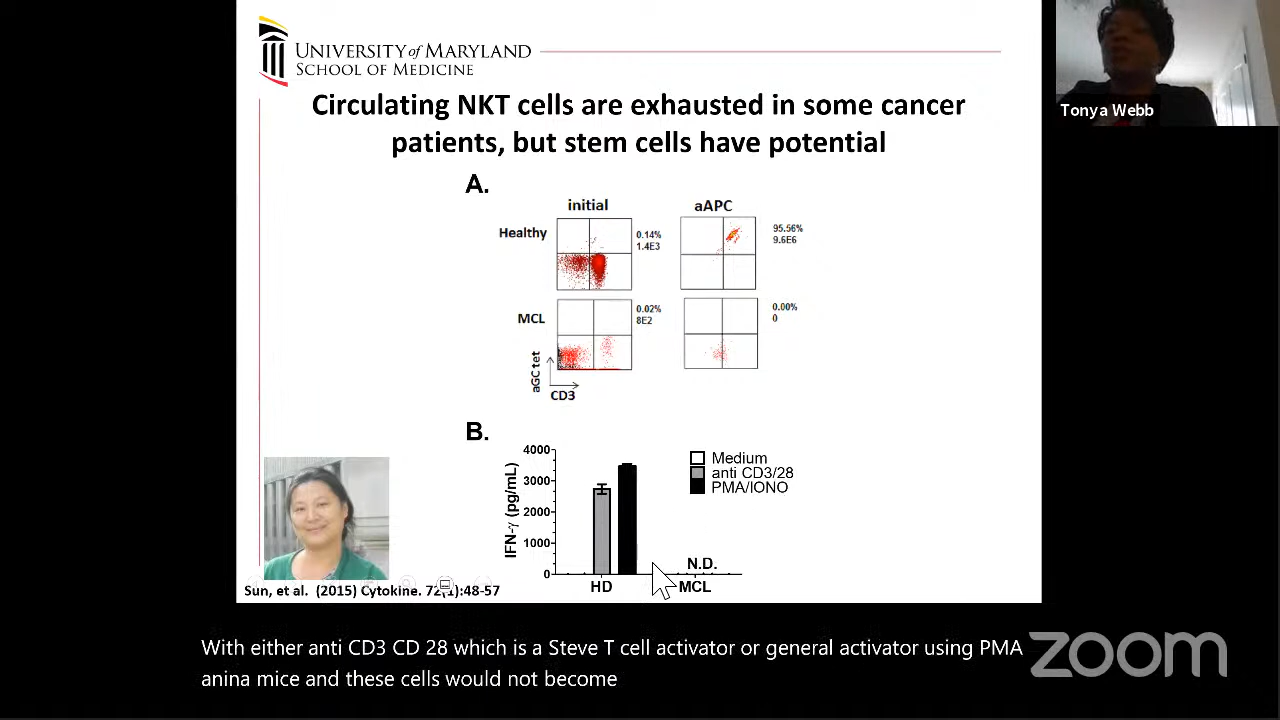 UNIVERSITY of MARYLAND
SCHOOL OF MEDICINE
Tonya Webb
Circulating NKT cells are exhausted in some cancer
patients, but stem cells have potential
A.
initial
aAPC
Healthy
0.14%
1.4E3
95.56%
9.6E6
MCL
0.02%
8E2
0.00%
0
aGC tet
CD3
B.
4000
3000
2000
1000
0
IFN-γ (pg/mL)
Medium
anti CD3/28
PMA/IONO
N.D.
HD
MCL
Sun, et al. (2015) Cytokine. 72(1):48-57
With either anti CD3 CD 28 which is a Steve T cell activator or general activator using PMA
anina mice and these cells would not become
zoom